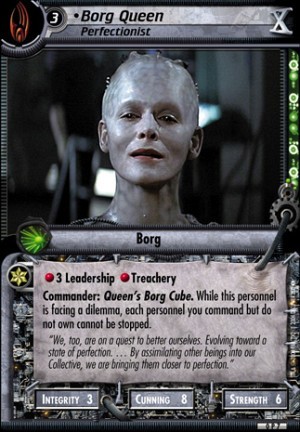 3
•Borg Queen
Perfectionist
Borg
3 Leadership Treachery
Commander: Queen's Borg Cube. While this personnel
is facing a dilemma, each personnel you command but do
not own cannot be stopped.
"We, too, are on a quest to better ourselves. Evolving toward a
state of perfection. … By assimilating other beings into our
Collective, we are bringing them closer to perfection."
INTEGRITY 3 CUNNING 8 STRENGTH 6